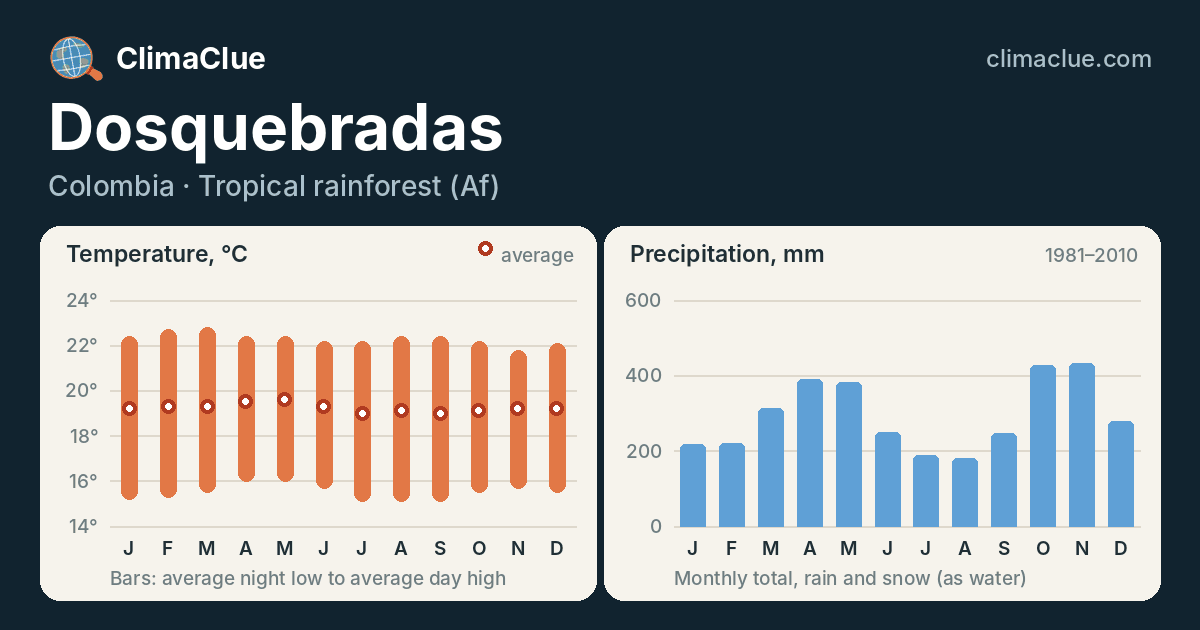 ClimaClue
climaclue.com
Dosquebradas
Colombia · Tropical rainforest (Af)
Temperature, °C
average
24°
22°
20°
18°
16°
14°
J F M A M J J A S O N D
Bars: average night low to average day high
Precipitation, mm
1981–2010
600
400
200
0
J F M A M J J A S O N D
Monthly total, rain and snow (as water)